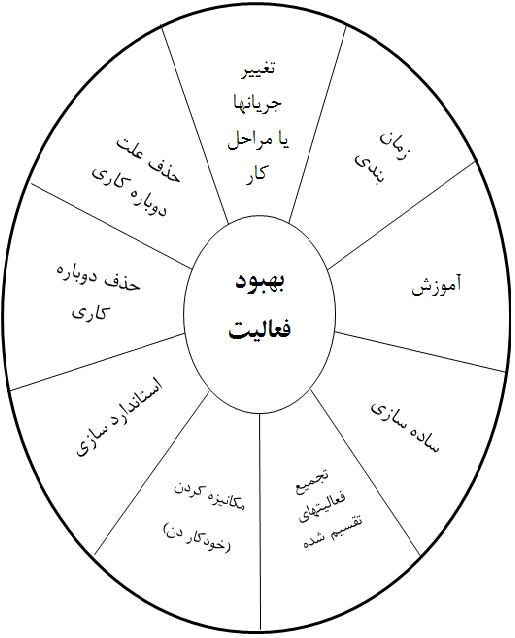 تغییر
جریانها
یا مراحل
کار
زمان
بندی
آموزش
ساده سازی
تجمیع
فعالیتهای
تقسیم شده
مکانیزه کردن
(خودکار دن)
استاندارد سازی
حذف دوباره
کاری
حذف علت
دوباره کاری
بهبود
فعالیت